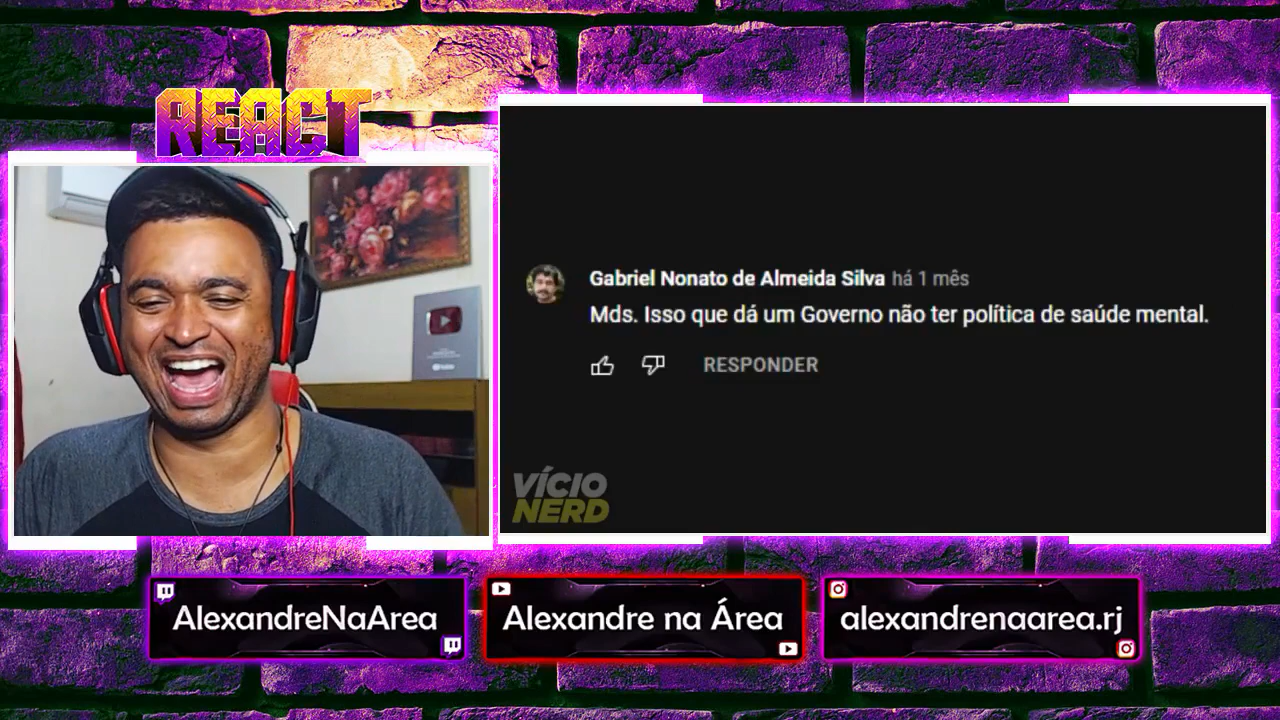 REACT
Gabriel Nonato de Almeida Silva há 1 mês
Mds. Isso que dá um Governo não ter política de saúde mental.
RESPONDER
VÍCIO
NERD
AlexandreNaArea
Alexandre na Área
alexandrenaarea.rj